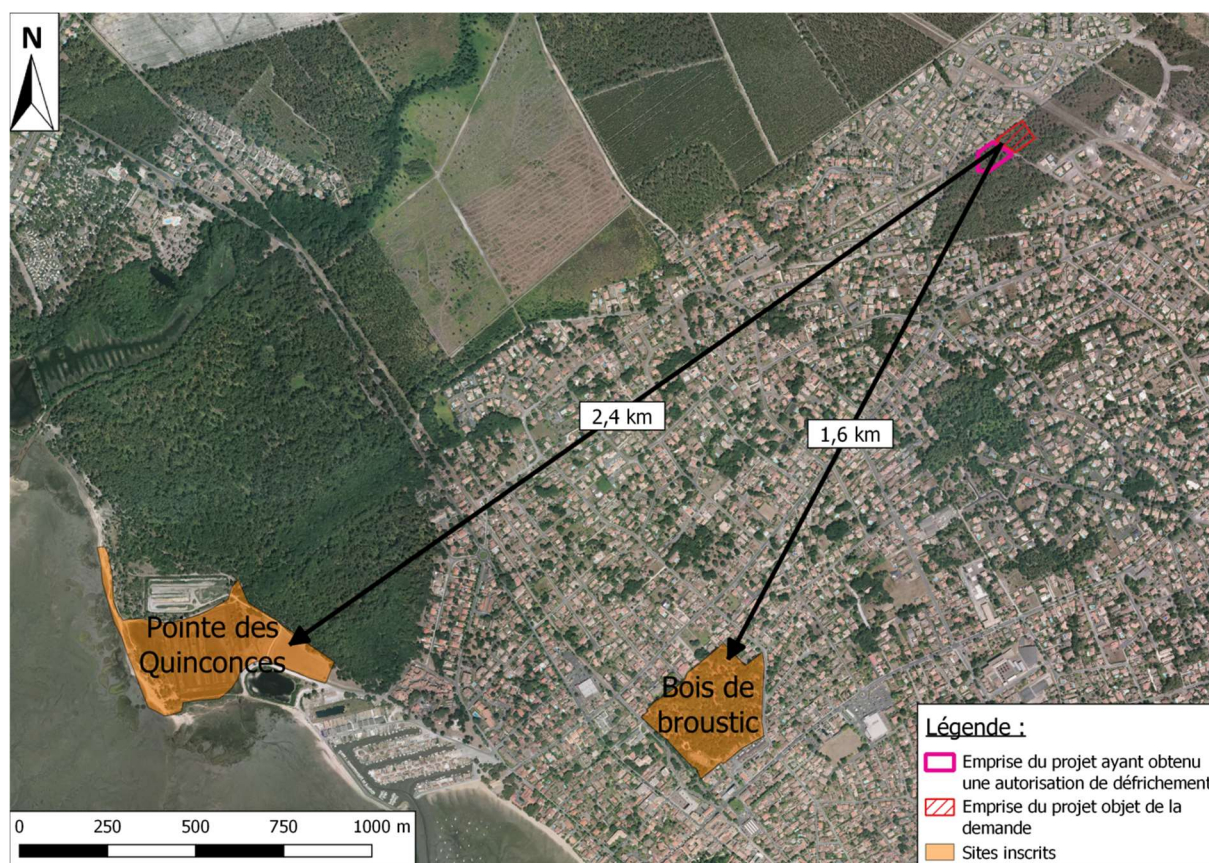 N
2,4 km
1,6 km
Pointe des
Quinconces
Bois de
broustic
Légende :
Emprise du projet ayant obtenu
une autorisation de défrichement
Emprise du projet objet de la
demande
Sites inscrits
0 250 500 750 1000 m